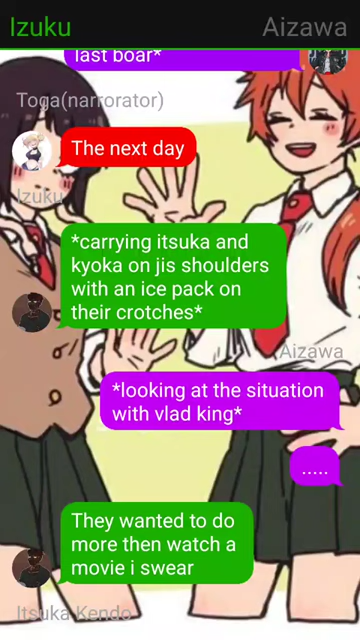 Izuku
Aizawa
last boar*
Toga(narrorator)
The next day
Izuku
*carrying itsuka and
kyoka on jis shoulders
with an ice pack on
their crotches*
Aizawa
*looking at the situation
with vlad king*
.....
They wanted to do
more then watch a
movie i swear
Itsuka Kendo